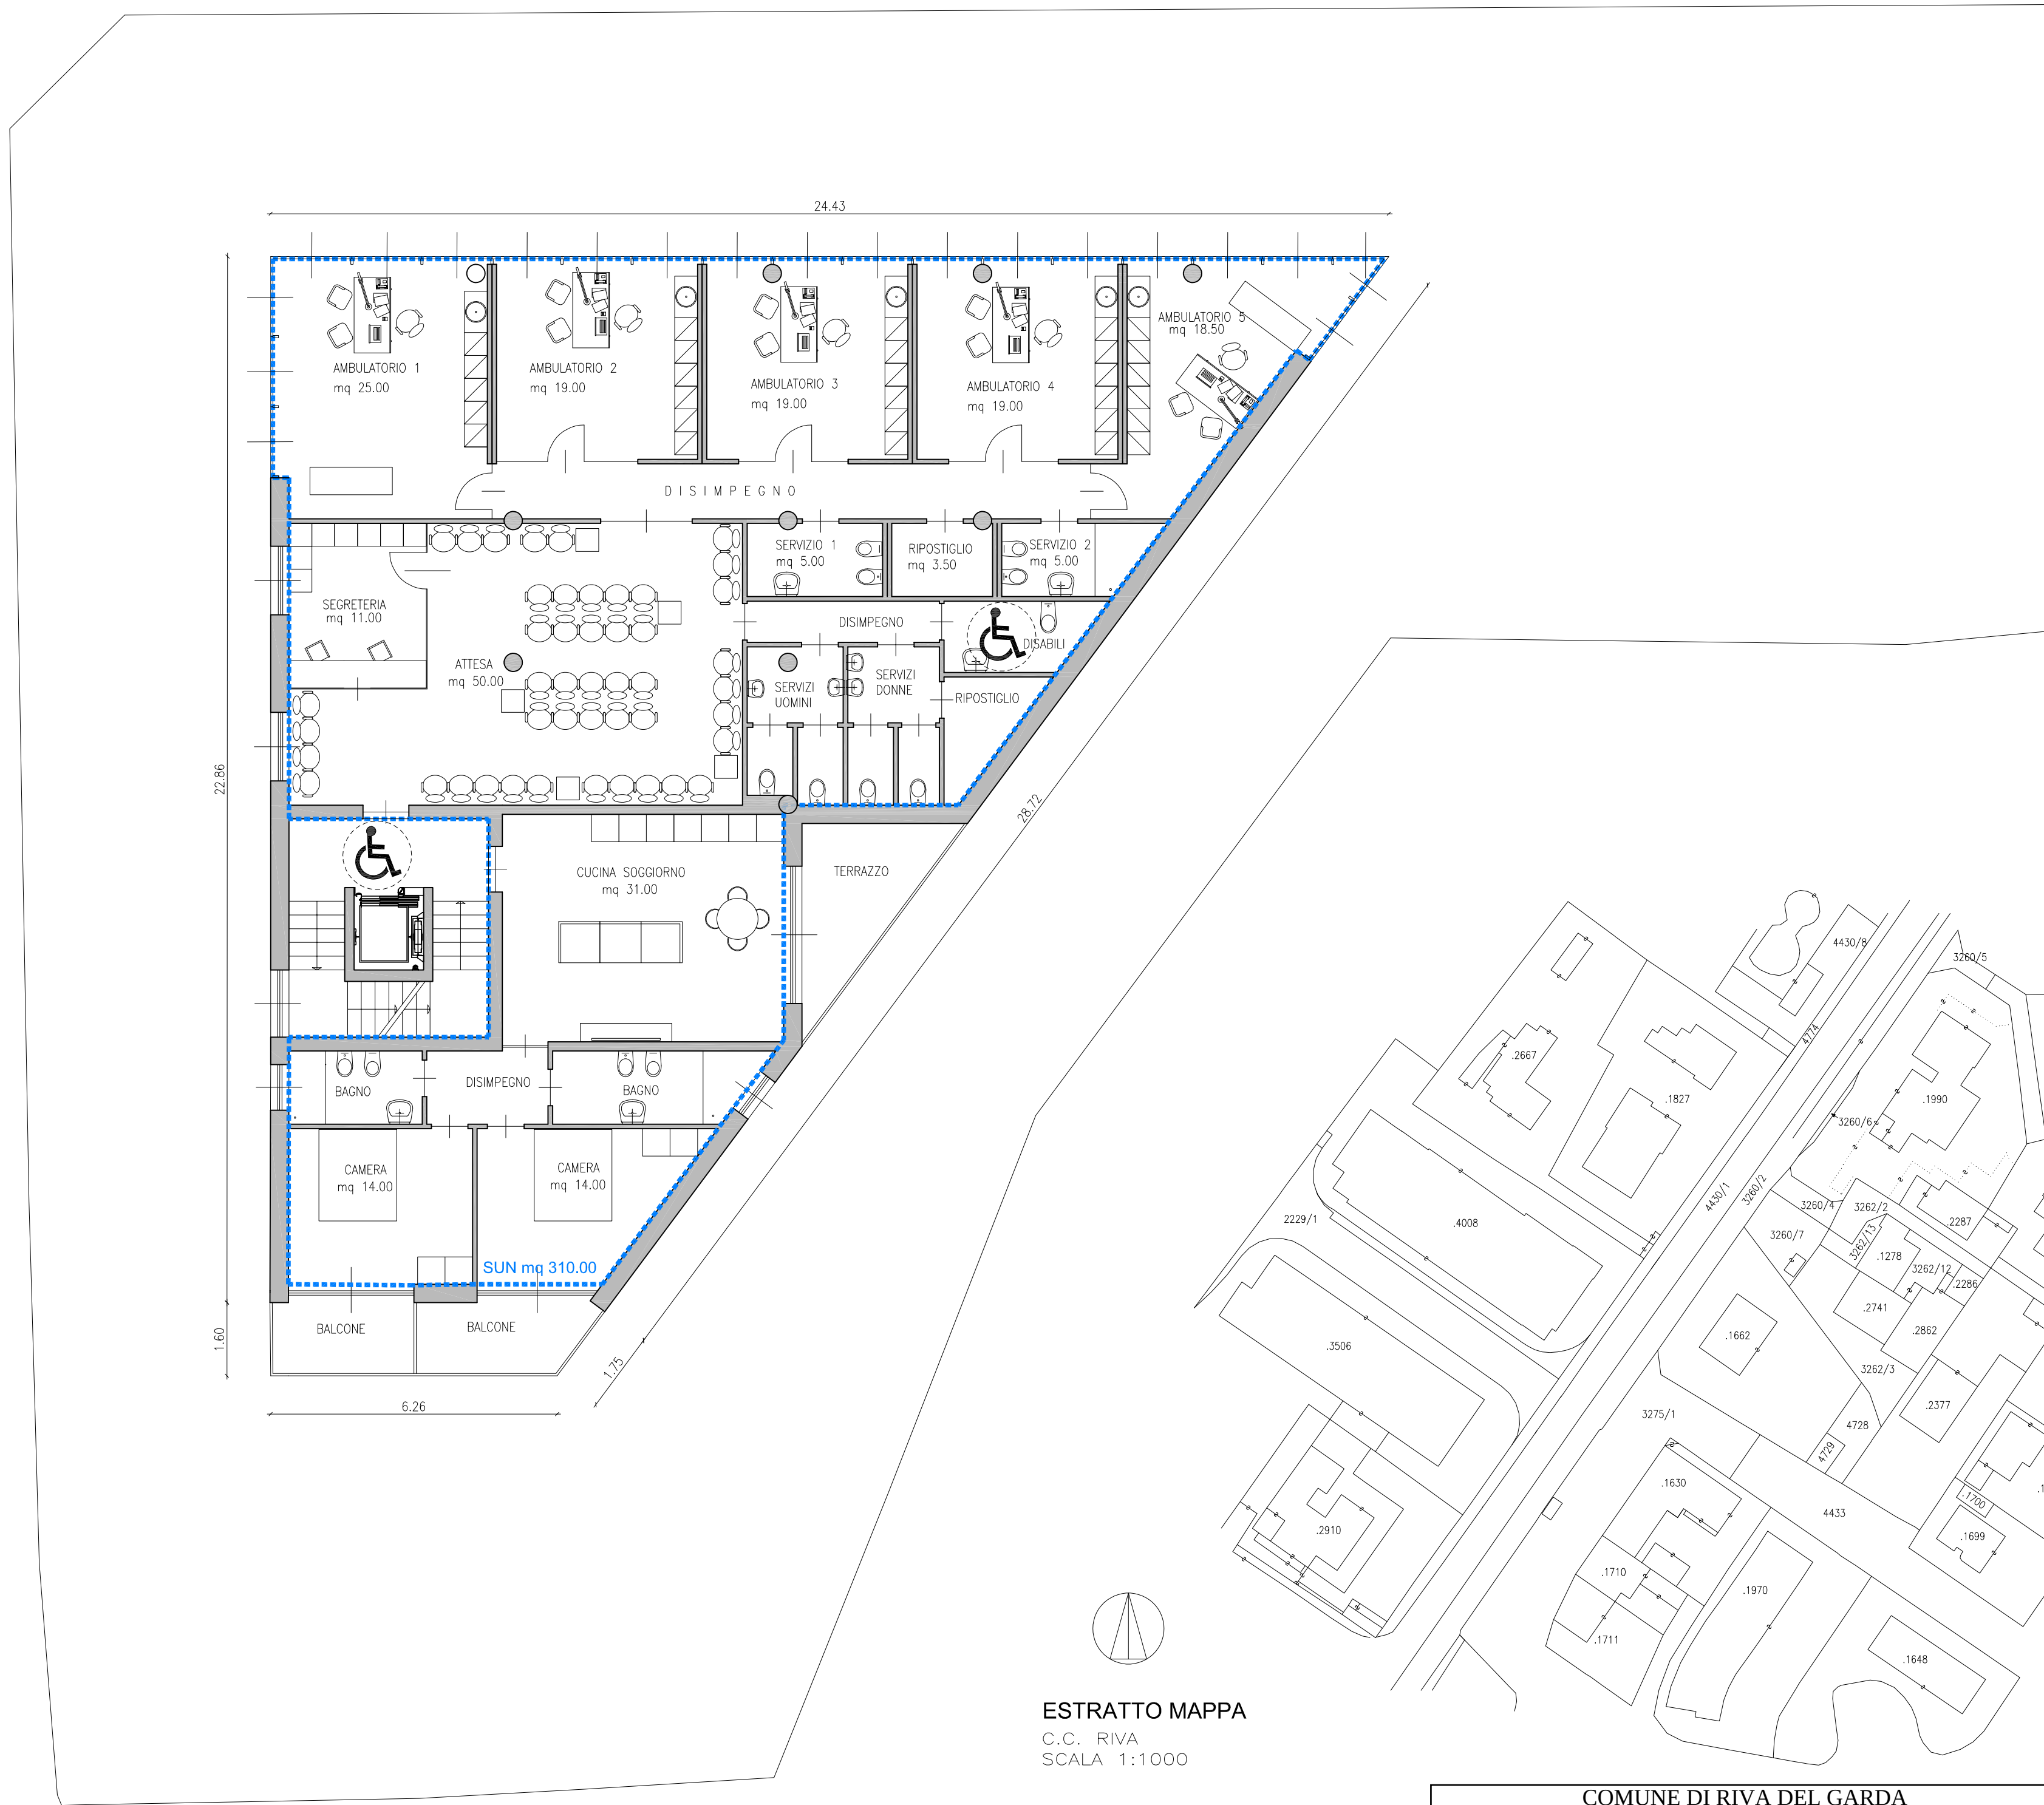 24.43
AMBULATORIO 1
mq 25.00
AMBULATORIO 2
mq 19.00
AMBULATORIO 3
mq 19.00
AMBULATORIO 4
mq 19.00
AMBULATORIO 5
mq 18.50
DISIMPEGNO
SERVIZIO 1
mq 5.00
RIPOSTIGLIO
mq 3.50
SERVIZIO 2
mq 5.00
SEGRETERIA
mq 11.00
ATTESA
mq 50.00
DISIMPEGNO
DISABILI
SERVIZI
UOMINI
SERVIZI
DONNE
RIPOSTIGLIO
22.86
28.72
CUCINA SOGGIORNO
mq 31.00
TERRAZZO
BAGNO
DISIMPEGNO
BAGNO
CAMERA
mq 14.00
CAMERA
mq 14.00
SUN mq 310.00
BALCONE
BALCONE
1.60
1.75
6.26
4430/8
3260/5
4774
.2667
.1827
.1990
3260/6
4430/1
3260/2
3260/4
3262/2
.2287
2229/1
.4008
3260/7
3262/13
.1278
3262/12
.2286
.2741
.2862
.1662
.3506
3262/3
.2377
3275/1
4728
4729
.1630
4433
.1700
.1699
.2910
.1710
.1970
.1711
.1648
ESTRATTO MAPPA
C.C. RIVA
SCALA 1:1000
COMUNE DI RIVA DEL GARDA